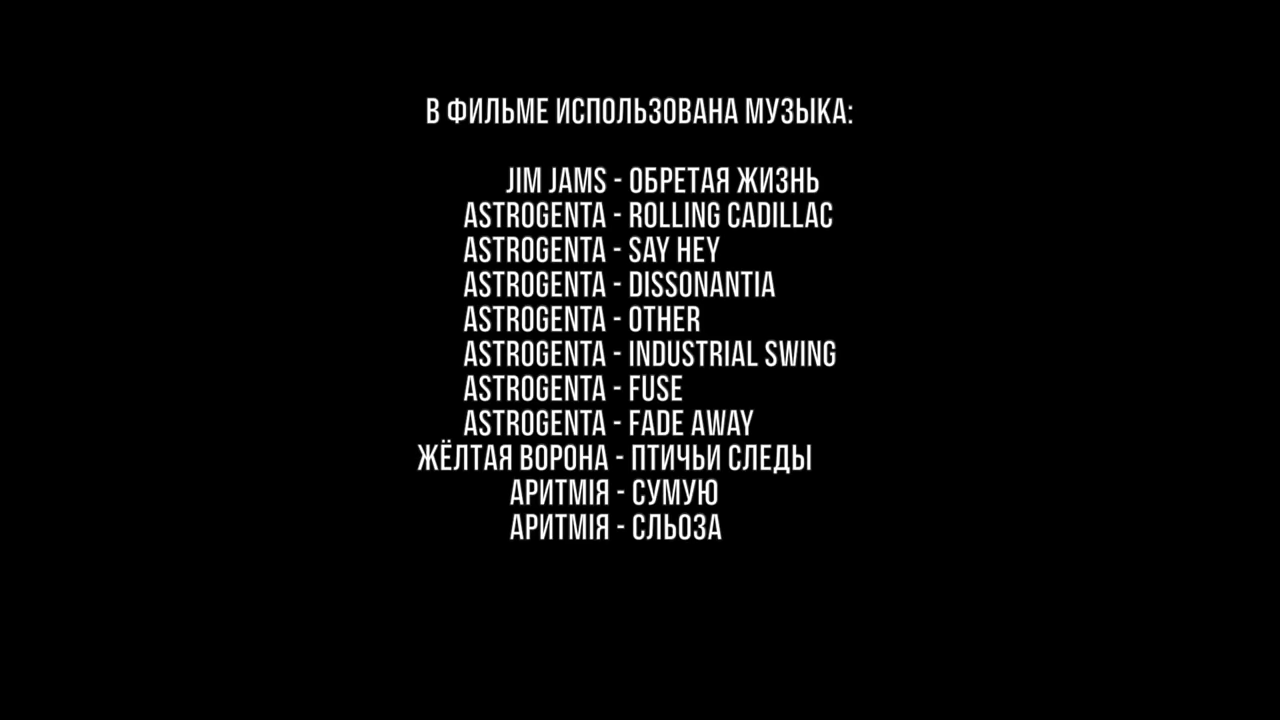 В ФИЛЬМЕ ИСПОЛЬЗОВАНА МУЗЫКА:
JIM JAMS - ОБРЕТАЯ ЖИЗНЬ
ASTROGENTA - ROLLING CADILLAC
ASTROGENTA - SAY HEY
ASTROGENTA - DISSONANTIA
ASTROGENTA - OTHER
ASTROGENTA - INDUSTRIAL SWING
ASTROGENTA - FUSE
ASTROGENTA - FADE AWAY
ЖЁЛТАЯ ВОРОНА - ПТИЧЬИ СЛЕДЫ
АРИТМІЯ - СУМУЮ
АРИТМІЯ - СЛЬОЗА